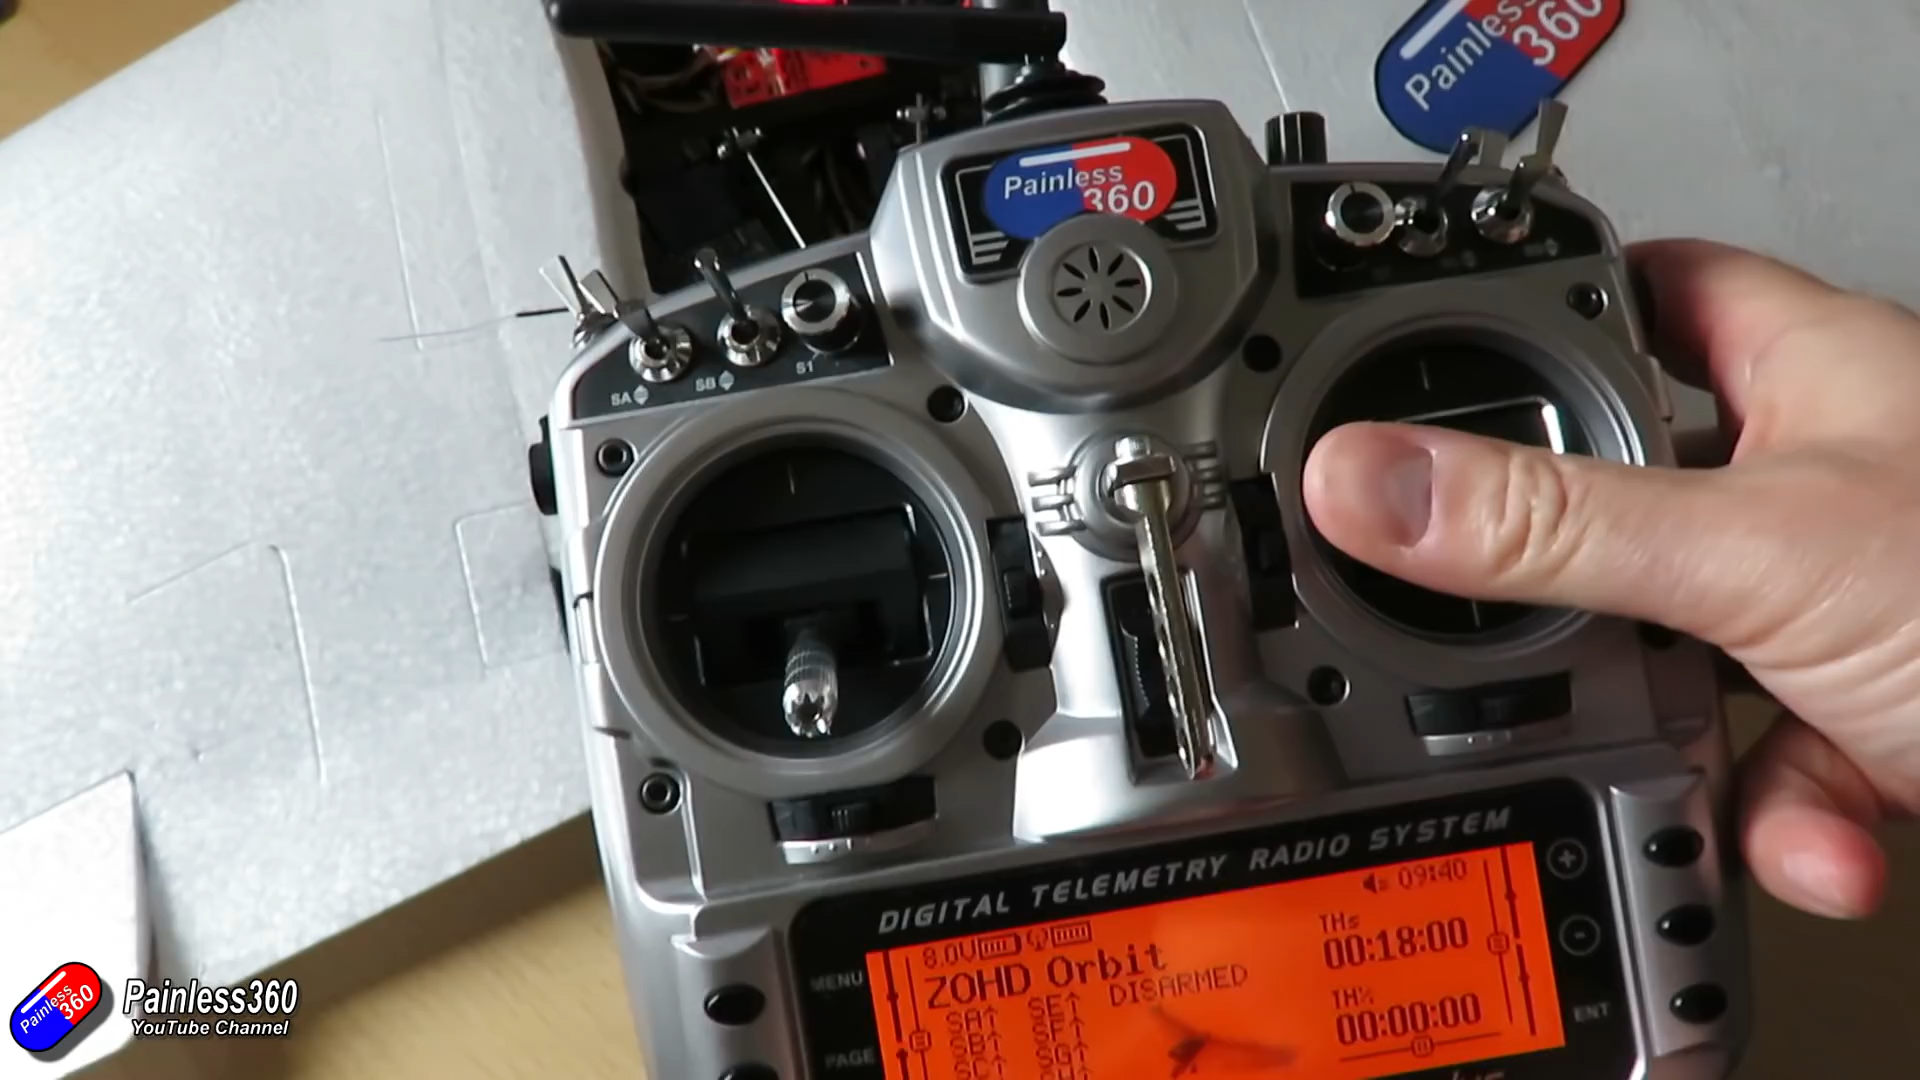 Painless
360
Painless
360
SA
SB
S1
DIGITAL TELEMETRY RADIO SYSTEM
09:40
8.0V
THs
00:18:00
ZOHD Orbit
DISARMED
TH%
00:00:00
SA↑ SE↑
SB↑ SF↑
SG↑
MENU
PAGE
ENT
Painless
360
Painless360
YouTube Channel